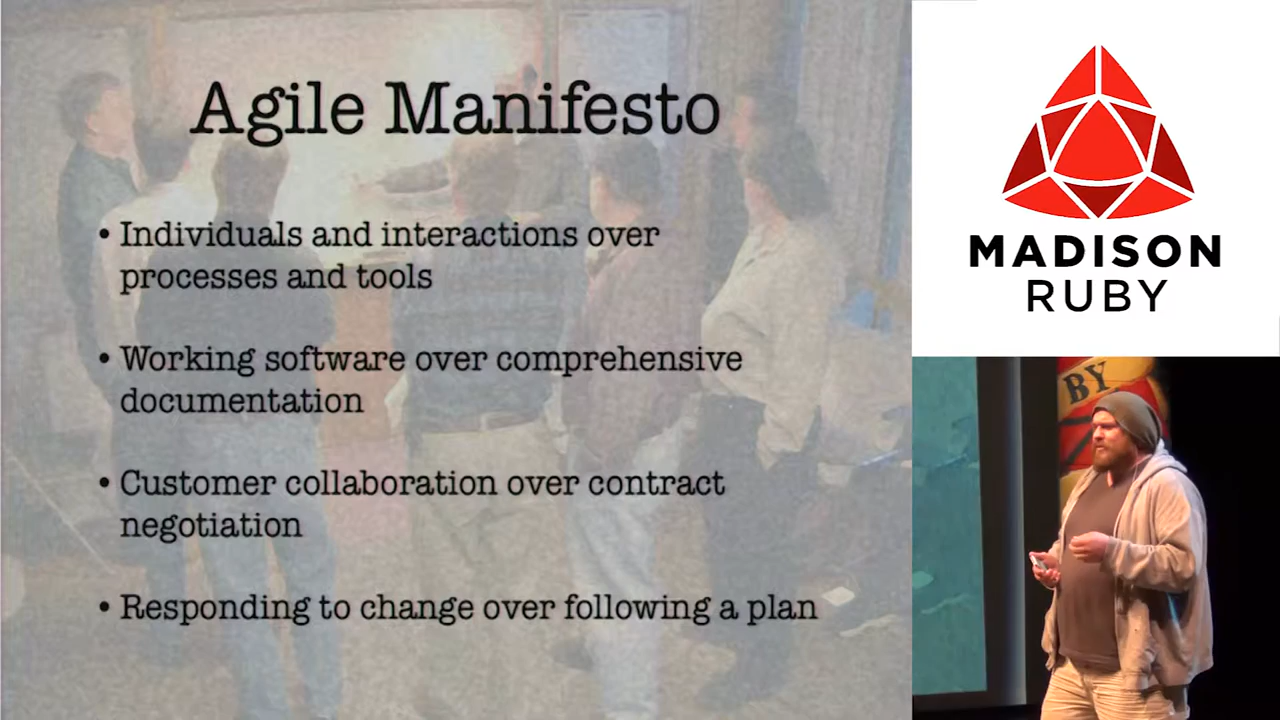 Agile Manifesto
• Individuals and interactions over
processes and tools
• Working software over comprehensive
documentation
• Customer collaboration over contract
negotiation
• Responding to change over following a plan
MADISON
RUBY
BY